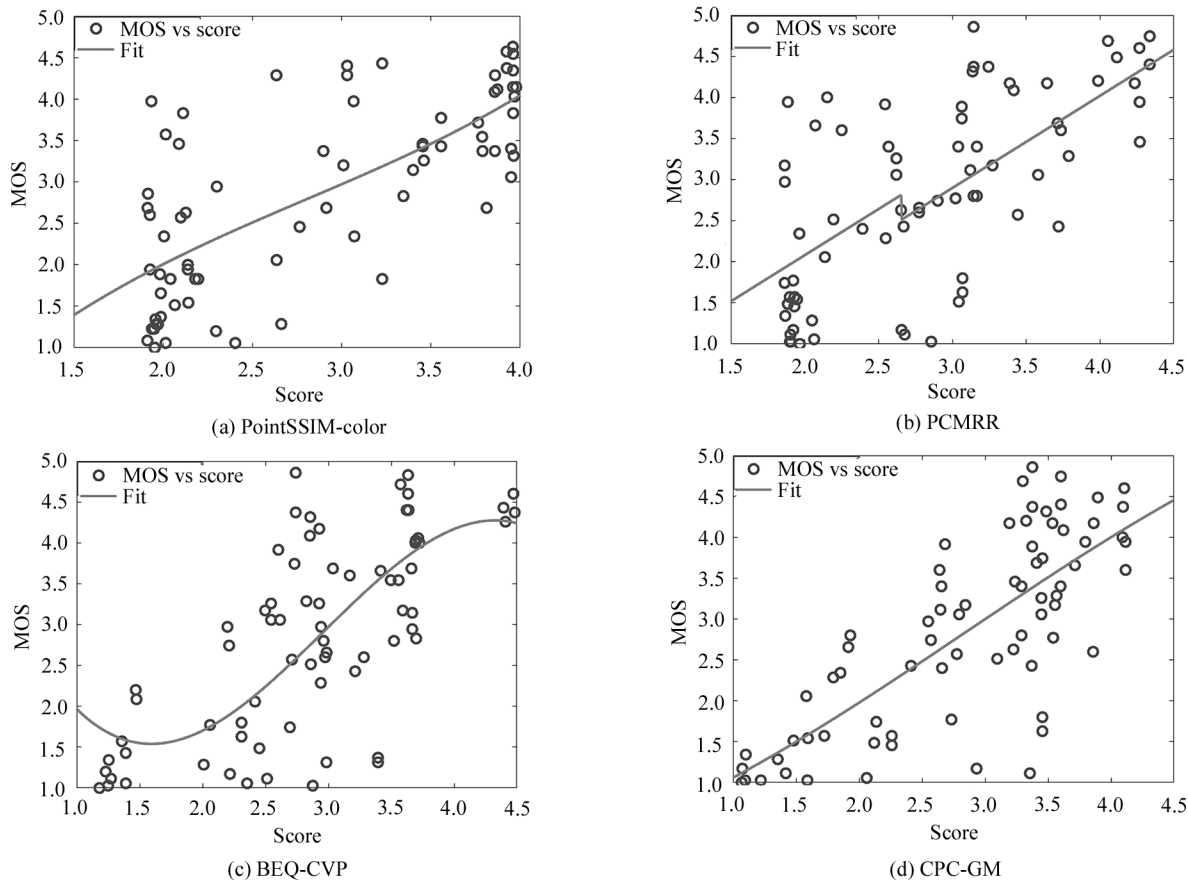 5.0
MOS vs score
Fit
4.5
4.0
3.5
3.0
2.5
2.0
1.5
1.0
MOS
1.5 2.0 2.5 3.0 3.5 4.0
Score
(a) PointSSIM-color
5.0
MOS vs score
Fit
4.5
4.0
3.5
3.0
2.5
2.0
1.5
1.0
MOS
1.5 2.0 2.5 3.0 3.5 4.0 4.5
Score
(b) PCMRR
5.0
MOS vs score
Fit
4.5
4.0
3.5
3.0
2.5
2.0
1.5
1.0
MOS
1.0 1.5 2.0 2.5 3.0 3.5 4.0 4.5
Score
(c) BEQ-CVP
5.0
MOS vs score
Fit
4.5
4.0
3.5
3.0
2.5
2.0
1.5
1.0
MOS
1.0 1.5 2.0 2.5 3.0 3.5 4.0 4.5
Score
(d) CPC-GM